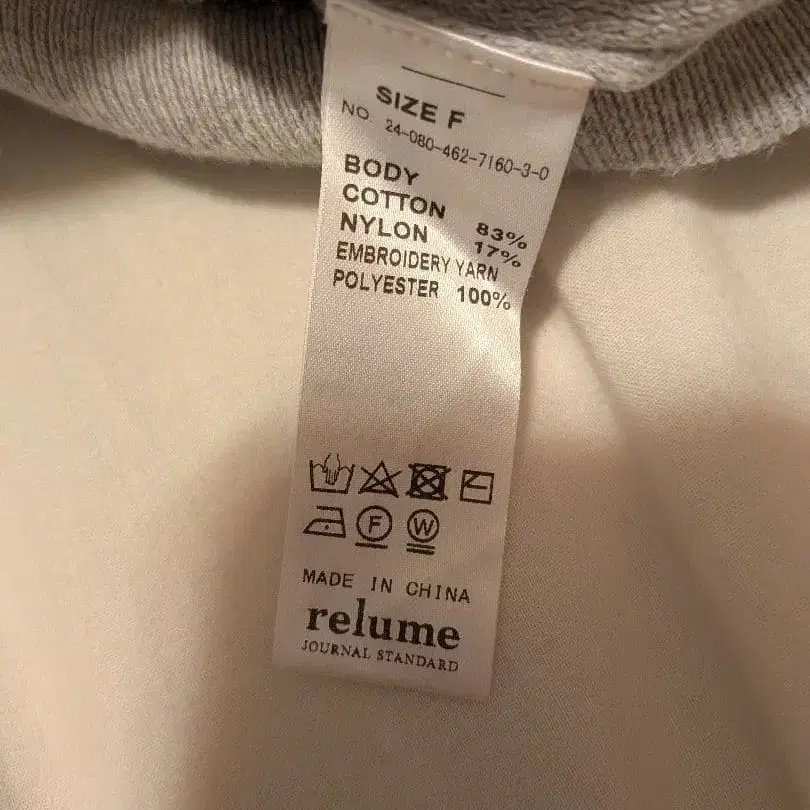 SIZE F
NO. 24-080-462-7160-3-0
BODY
COTTON 83%
NYLON 17%
EMBROIDERY YARN
POLYESTER 100%
F W
MADE IN CHINA
relume
JOURNAL STANDARD